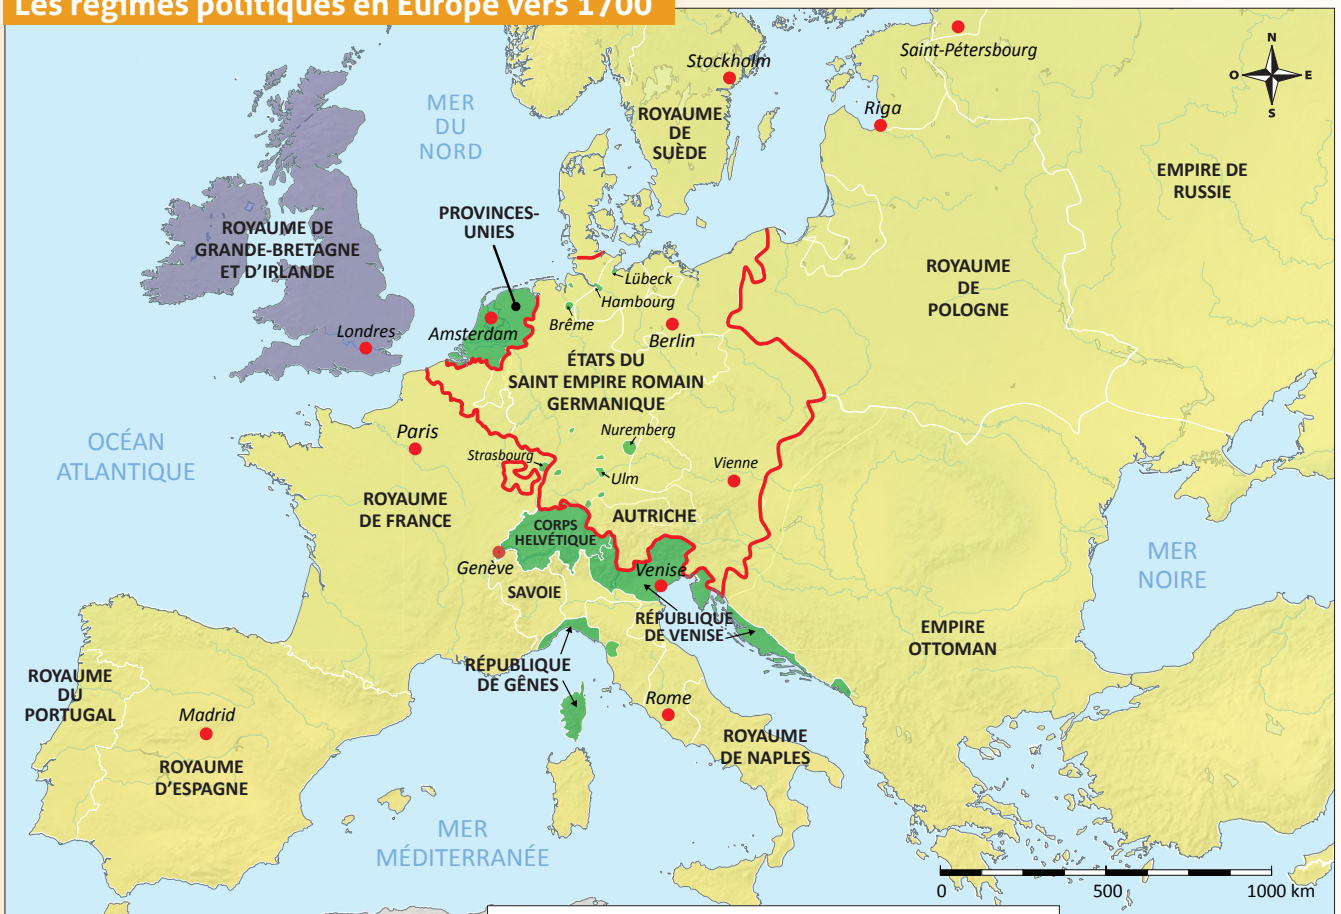 Les régimes politiques en Europe vers 1700
Saint-Pétersbourg
Stockholm
N
O
E
S
MER
DU
NORD
Riga
ROYAUME
DE
SUÈDE
EMPIRE DE
RUSSIE
PROVINCES-
UNIES
ROYAUME DE
GRANDE-BRETAGNE
ET D'IRLANDE
ROYAUME
DE
POLOGNE
Lübeck
Hambourg
Brême
Londres
Amsterdam
Berlin
ÉTATS DU
SAINT EMPIRE ROMAIN
GERMANIQUE
OCÉAN
ATLANTIQUE
Paris
Nuremberg
Strasbourg
Ulm
Vienne
ROYAUME
DE FRANCE
AUTRICHE
CORPS
HELVÉTIQUE
Genève
Venise
MER
NOIRE
SAVOIE
RÉPUBLIQUE
DE VENISE
EMPIRE
OTTOMAN
RÉPUBLIQUE
DE GÊNES
ROYAUME
DU
PORTUGAL
Madrid
Rome
ROYAUME
DE NAPLES
ROYAUME
D'ESPAGNE
MER
MÉDITERRANÉE
0 500 1000 km